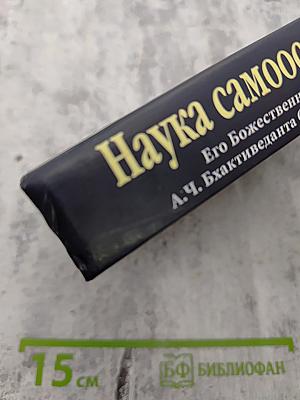 Наука самоос
Его Божественн
А.Ч. Бхактиведанта С
15 см
БФ БИБЛИОФАН